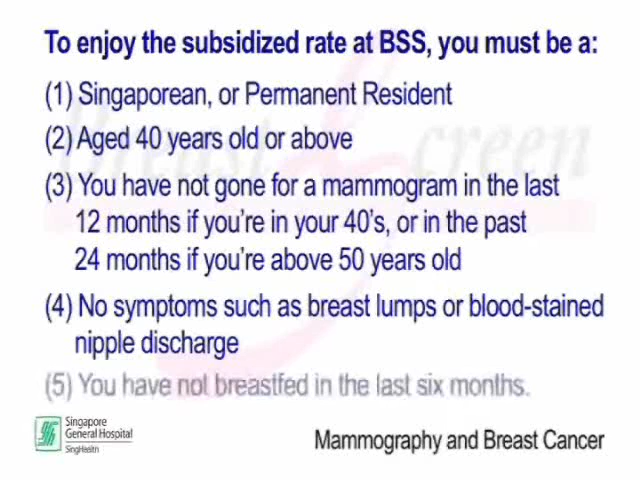 To enjoy the subsidized rate at BSS, you must be a:
(1) Singaporean, or Permanent Resident
(2) Aged 40 years old or above
(3) You have not gone for a mammogram in the last
12 months if you're in your 40's, or in the past
24 months if you're above 50 years old
(4) No symptoms such as breast lumps or blood-stained
nipple discharge
(5) You have not breastfed in the last six months.
Breast Screen
Singapore
General Hospital
SingHealth
Mammography and Breast Cancer